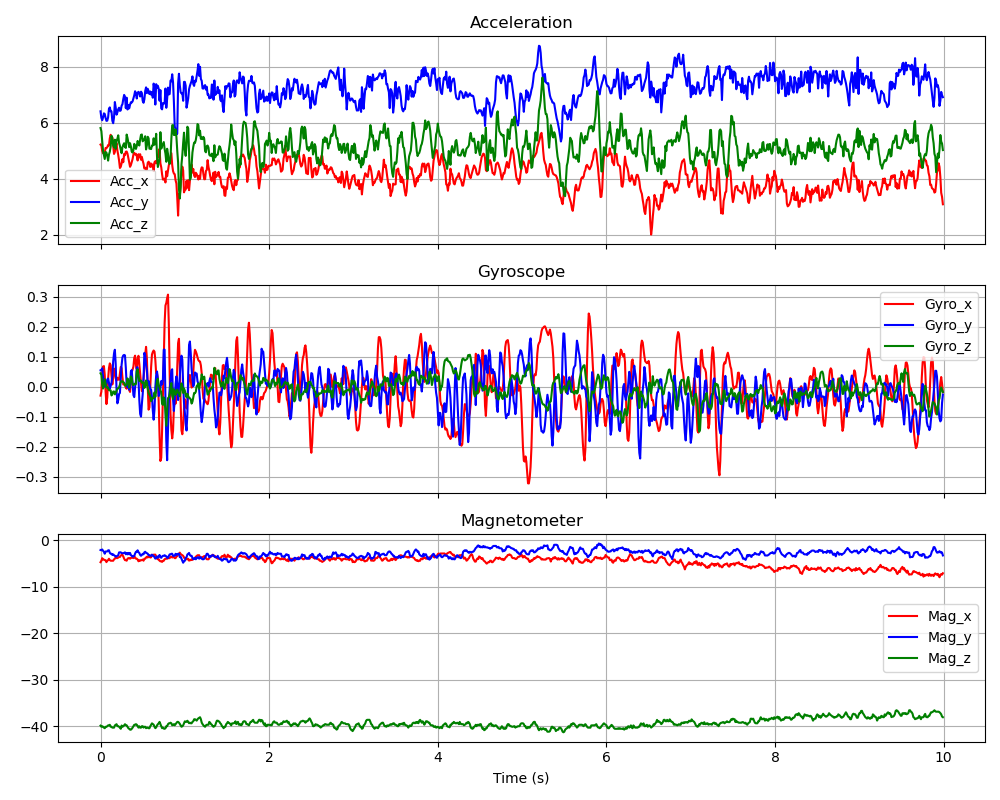 Acceleration
8
6
4
2
Acc_x
Acc_y
Acc_z
Gyroscope
0.3
0.2
0.1
0.0
−0.1
−0.2
−0.3
Gyro_x
Gyro_y
Gyro_z
Magnetometer
0
−10
−20
−30
−40
Mag_x
Mag_y
Mag_z
0 2 4 6 8 10
Time (s)